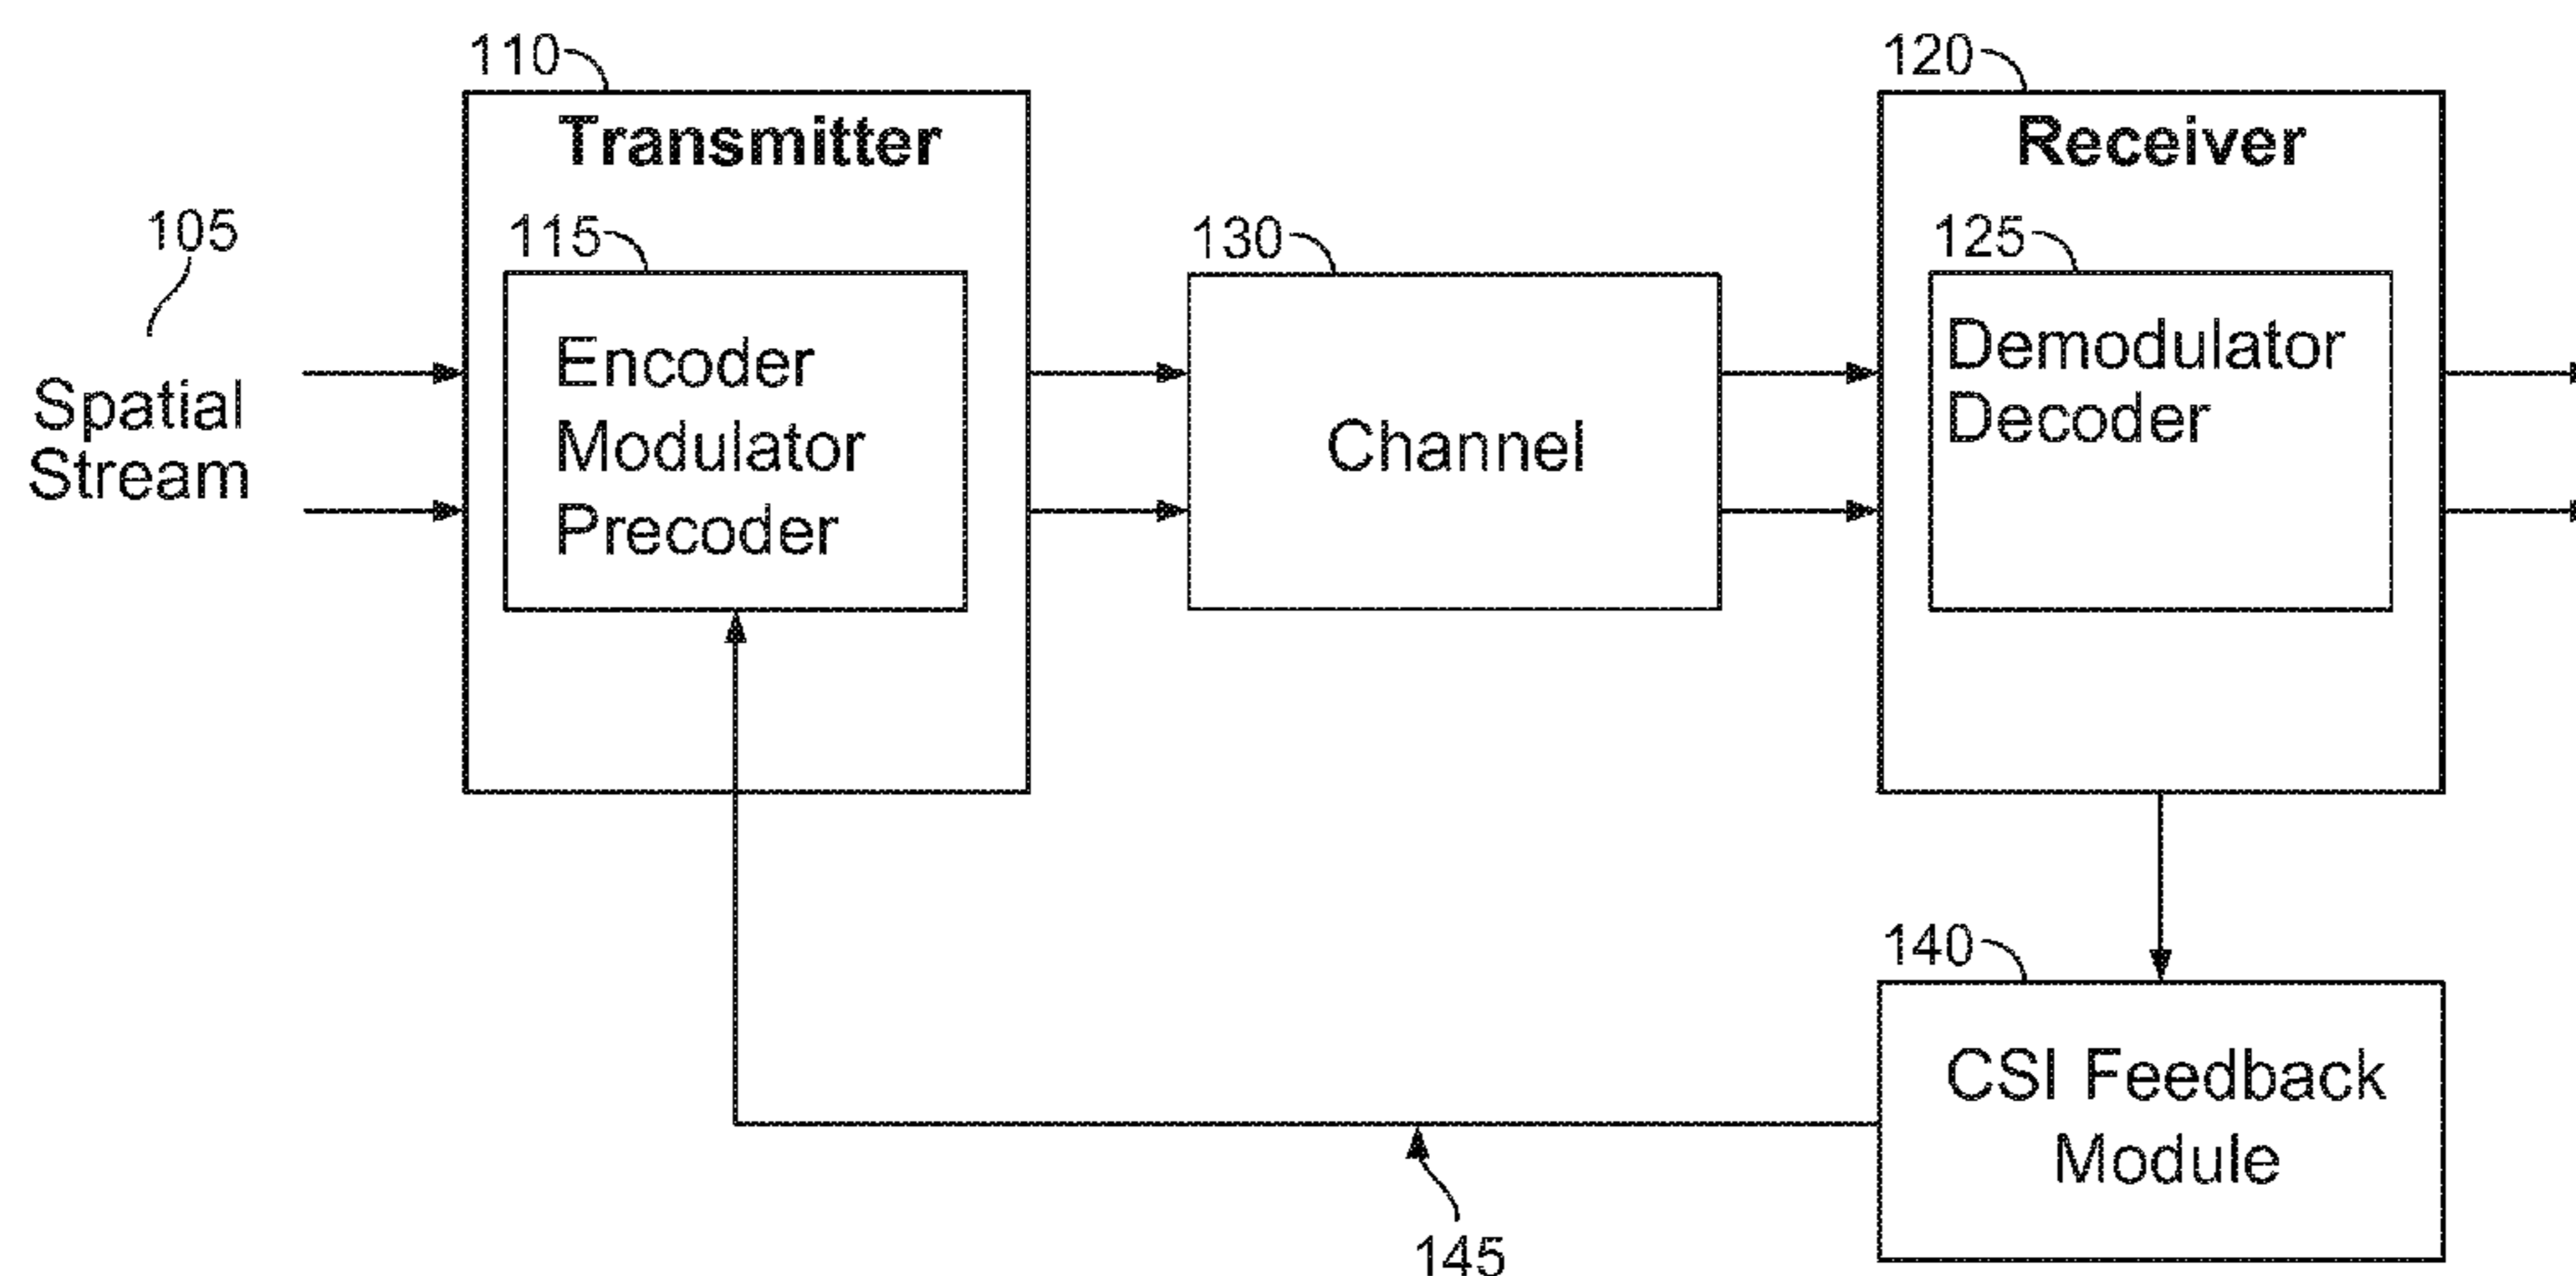 110
120
Transmitter
Receiver
105
115
130
125
Encoder
Modulator
Precoder
Channel
Demodulator
Decoder
Spatial
Stream
140
CSI Feedback
Module
145